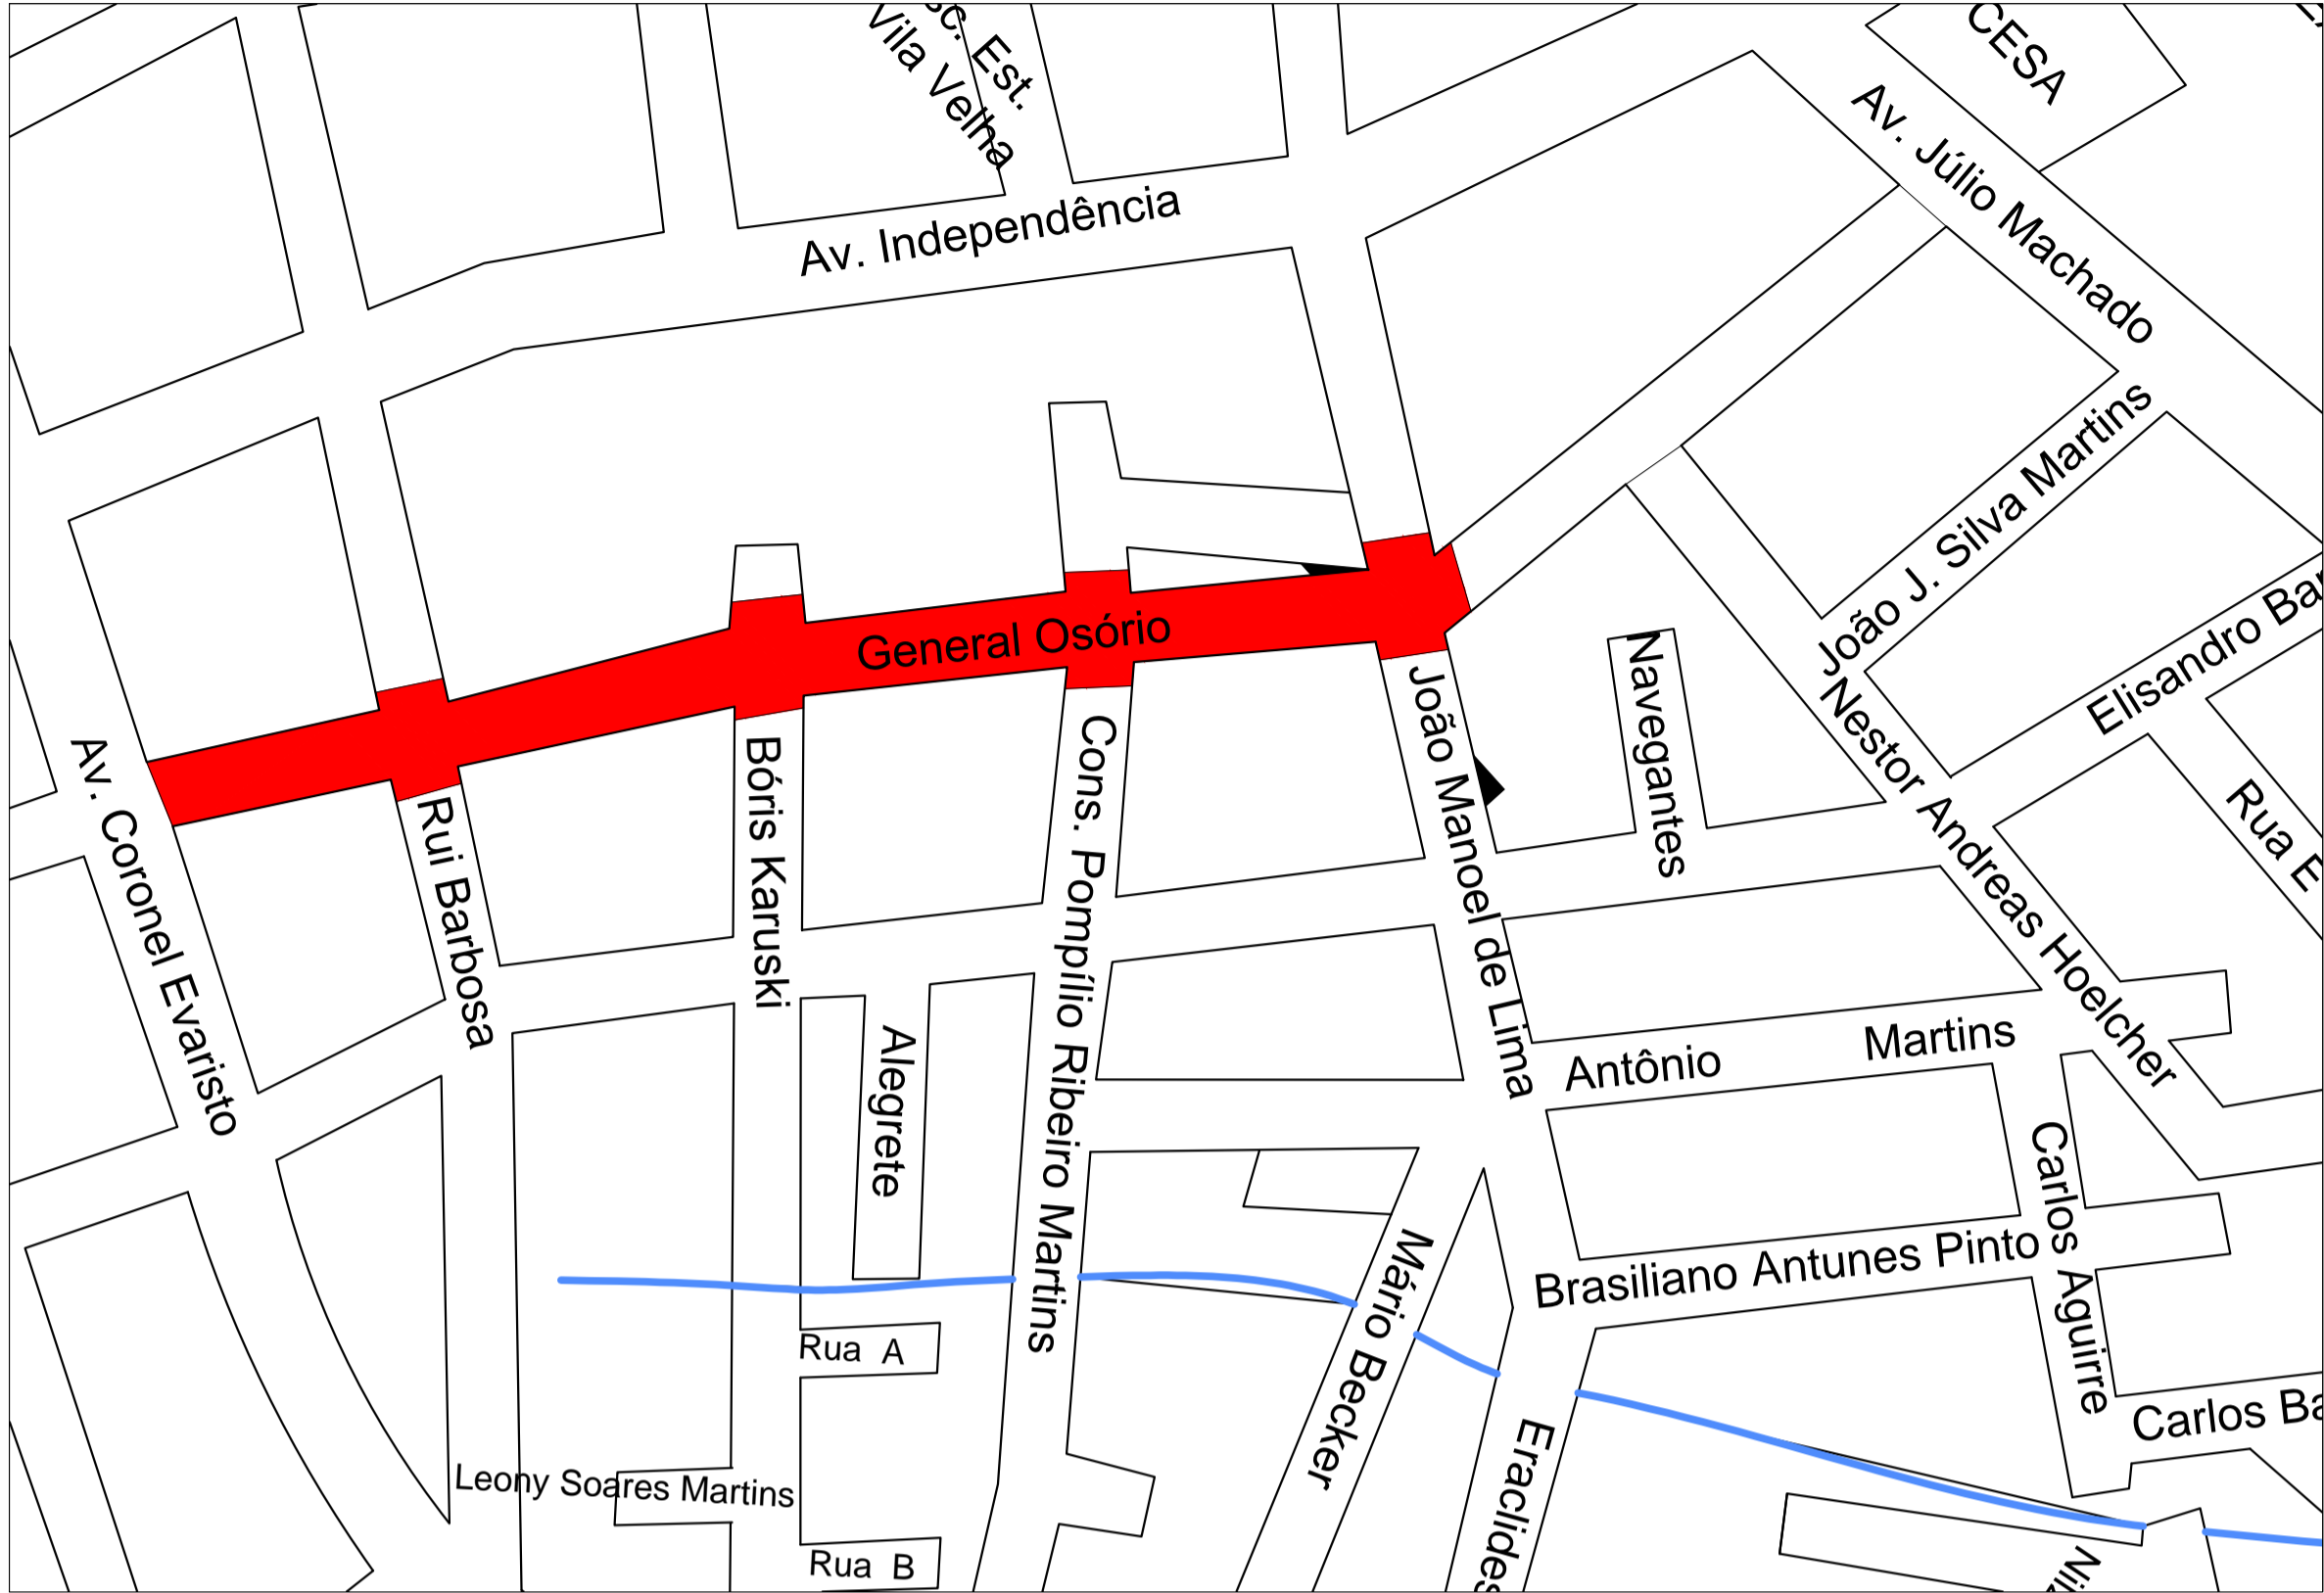 sc. Est.
Vila Velha
CESA
Av. Júllio Machado
Av. Independência
João J. Silva Martins
General Osório
Elisandro Ba
Navegantes
Nestor Andreas Hoelcher
Rua E
João Manoel de Lima
Cons. Pompílio Ribeiro Martins
Bóris Karuski
Rui Barbosa
Av. Coronel Evaristo
Alegrete
Antônio Martins
Carlos Aguirre
Brasiliano Antunes Pinto
Mário Becker
Rua A
Carlos Ba
Eraclides
Leony Soares Martins
Rua B